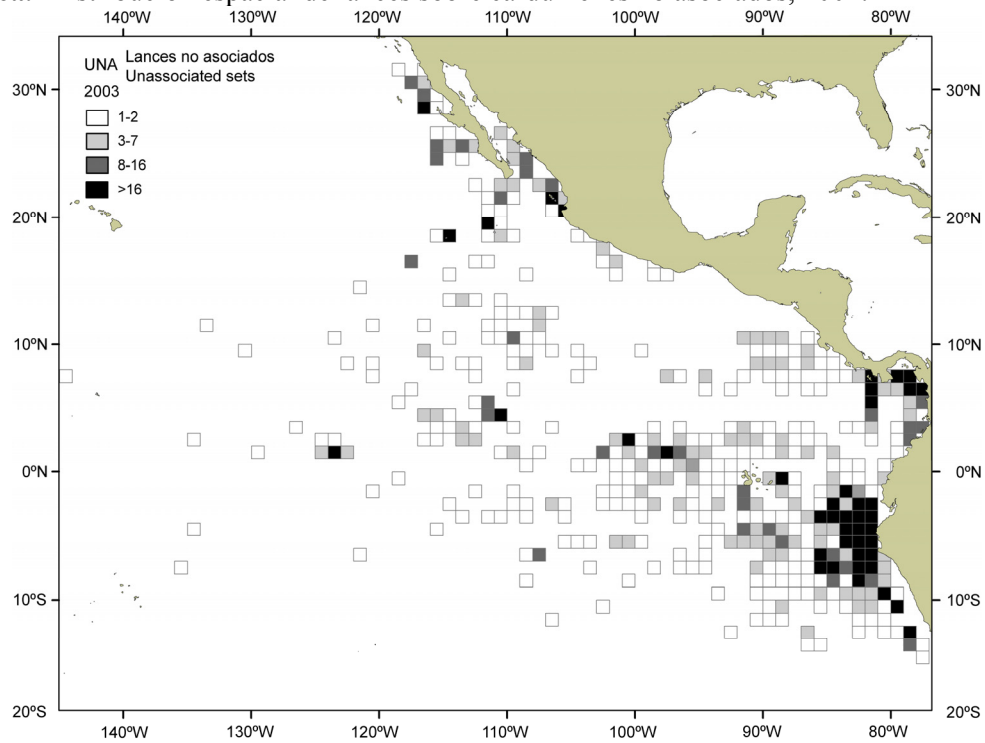 140ºW 130ºW 120ºW 110ºW 100ºW 90ºW 80ºW
UNA Lances no asociados
Unassociated sets
2003
1-2
3-7
8-16
>16
30ºN 30ºN
20ºN 20ºN
10ºN 10ºN
0ºN 0ºN
10ºS 10ºS
20ºS 20ºS
140ºW 130ºW 120ºW 110ºW 100ºW 90ºW 80ºW